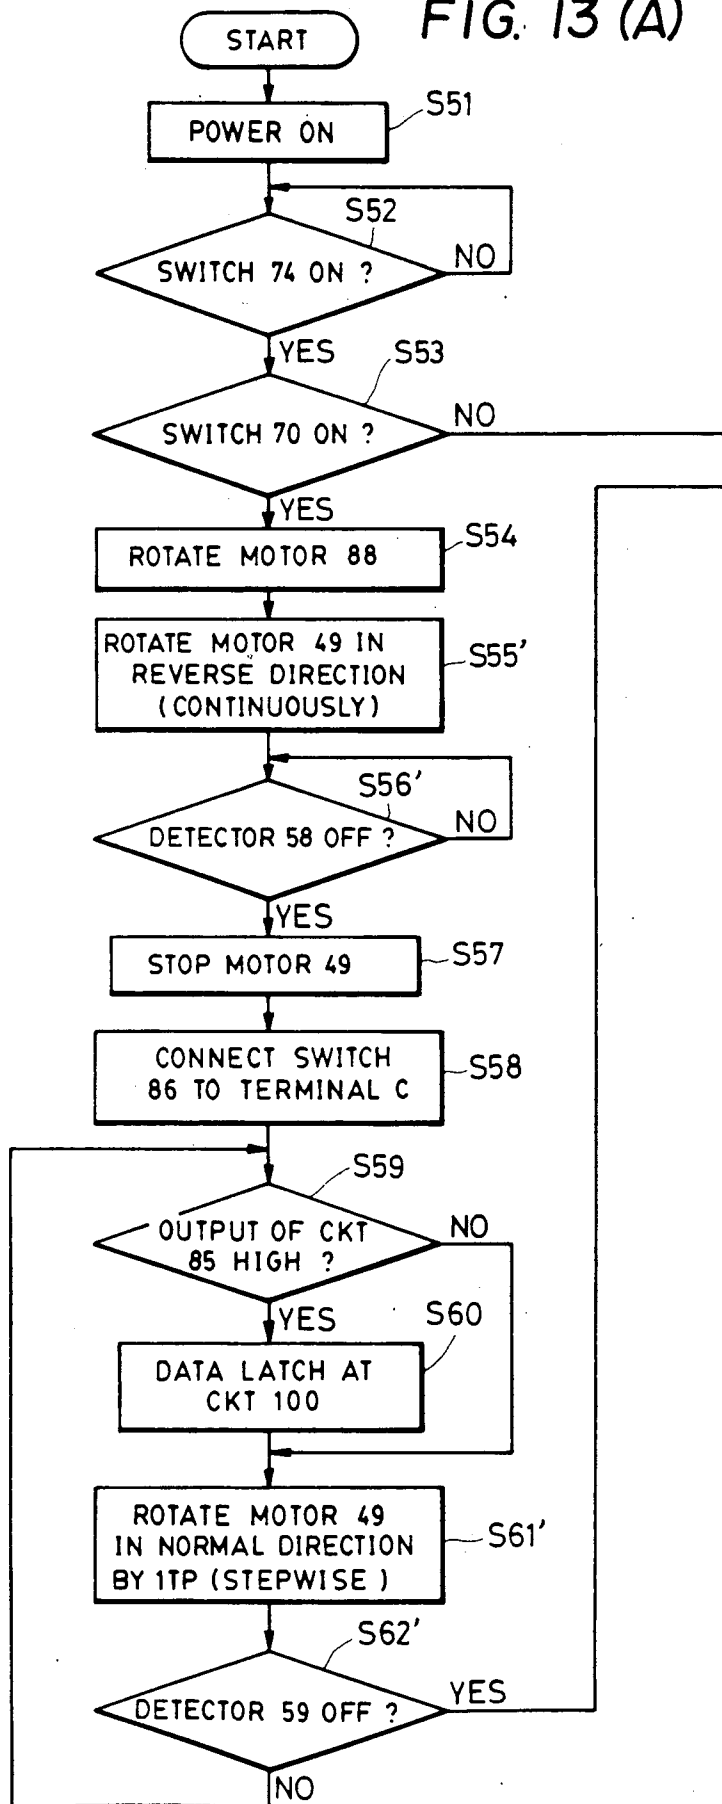 FIG. 13 (A)
START
POWER ON
S51
S52
SWITCH 74 ON ?
NO
YES
S53
SWITCH 70 ON ?
NO
YES
ROTATE MOTOR 88
S54
ROTATE MOTOR 49 IN
REVERSE DIRECTION
(CONTINUOUSLY)
S55'
S56'
DETECTOR 58 OFF ?
NO
YES
STOP MOTOR 49
S57
CONNECT SWITCH
86 TO TERMINAL C
S58
S59
OUTPUT OF CKT
85 HIGH ?
NO
YES
S60
DATA LATCH AT
CKT 100
ROTATE MOTOR 49
IN NORMAL DIRECTION
BY 1TP (STEPWISE)
S61'
S62'
DETECTOR 59 OFF ?
YES
NO